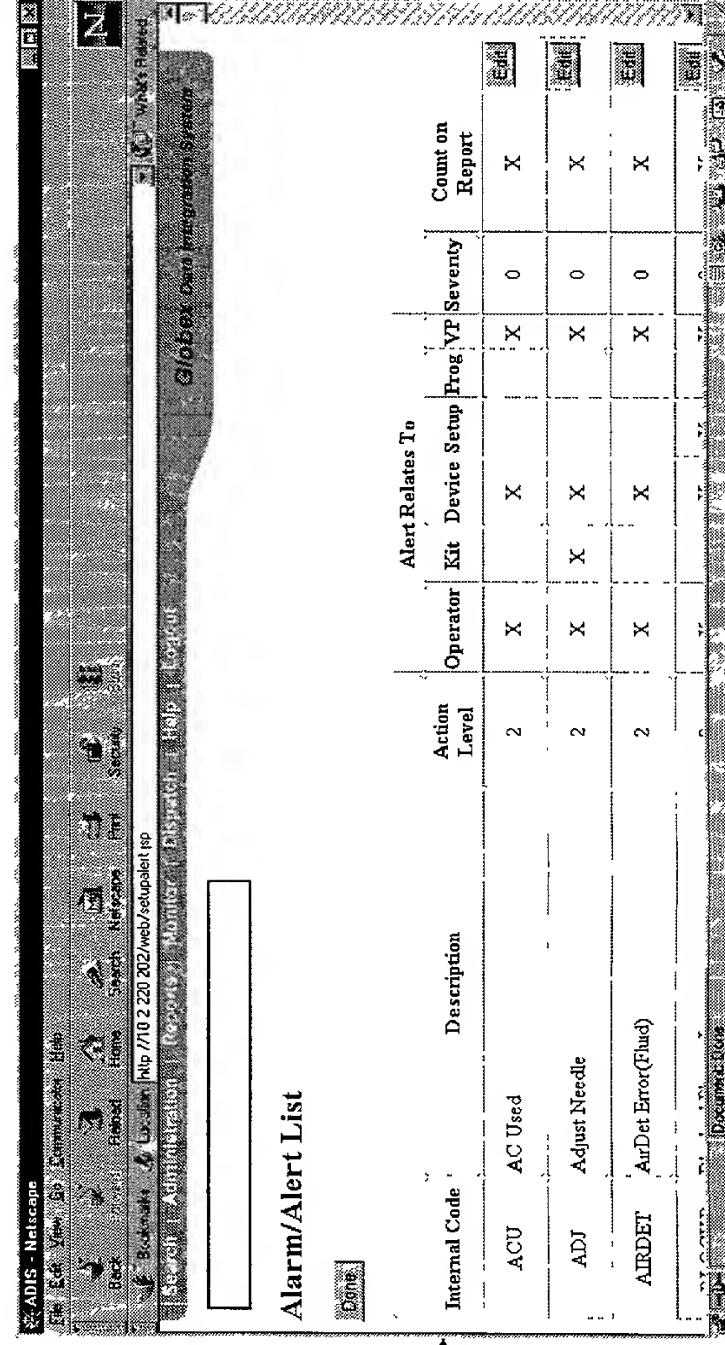 ADIS - Netscape
File Edit View Go Communicator Help
Back Reload Home Search Netscape Print Security
Bookmarks Location http //10 2 220 202/web/setupalert jsp What's Related
N
Search | Administration | Reports | Monitor | Dispatch | Help | Logout
Globex Data Integration System
Alarm/Alert List
Done
Alert Relates To
Internal Code Description Action Level Operator Kit Device Setup Prog VP Severity Count on Report
ACU AC Used 2 X X X 0 X Edit
ADJ Adjust Needle 2 X X X X 0 X Edit
AIRDET AirDet Error(Fluid) 2 X X X 0 X Edit
Edit
Document: Done